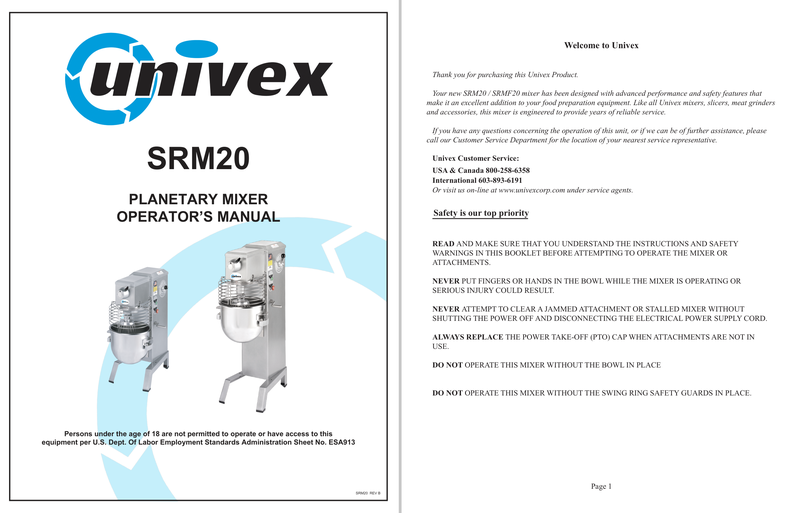 univex
SRM20
PLANETARY MIXER
OPERATOR'S MANUAL
Persons under the age of 18 are not permitted to operate or have access to this
equipment per U.S. Dept. Of Labor Employment Standards Administration Sheet No. ESA913
SRM20 REV B
Welcome to Univex
Thank you for purchasing this Univex Product.
Your new SRM20 / SRMF20 mixer has been designed with advanced performance and safety features that
make it an excellent addition to your food preparation equipment. Like all Univex mixers, slicers, meat grinders
and accessories, this mixer is engineered to provide years of reliable service.
If you have any questions concerning the operation of this unit, or if we can be of further assistance, please
call our Customer Service Department for the location of your nearest service representative.
Univex Customer Service:
USA & Canada 800-258-6358
International 603-893-6191
Or visit us on-line at www.univexcorp.com under service agents.
Safety is our top priority
READ AND MAKE SURE THAT YOU UNDERSTAND THE INSTRUCTIONS AND SAFETY
WARNINGS IN THIS BOOKLET BEFORE ATTEMPTING TO OPERATE THE MIXER OR
ATTACHMENTS.
NEVER PUT FINGERS OR HANDS IN THE BOWL WHILE THE MIXER IS OPERATING OR
SERIOUS INJURY COULD RESULT.
NEVER ATTEMPT TO CLEAR A JAMMED ATTACHMENT OR STALLED MIXER WITHOUT
SHUTTING THE POWER OFF AND DISCONNECTING THE ELECTRICAL POWER SUPPLY CORD.
ALWAYS REPLACE THE POWER TAKE-OFF (PTO) CAP WHEN ATTACHMENTS ARE NOT IN
USE.
DO NOT OPERATE THIS MIXER WITHOUT THE BOWL IN PLACE
DO NOT OPERATE THIS MIXER WITHOUT THE SWING RING SAFETY GUARDS IN PLACE.
Page 1